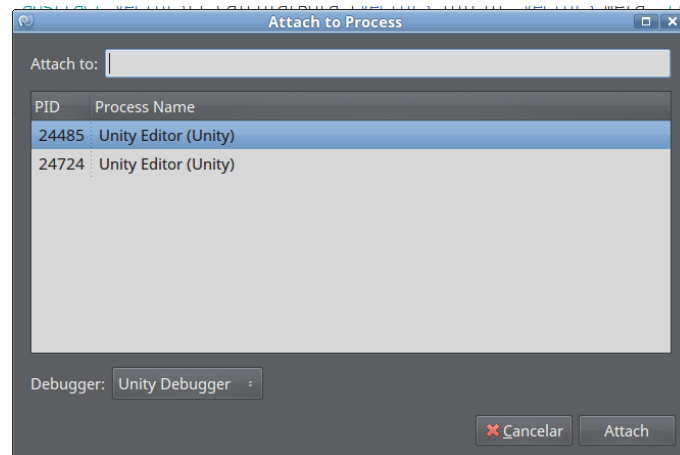 Attach to Process
Attach to:
PID Process Name
24485 Unity Editor (Unity)
24724 Unity Editor (Unity)
Debugger: Unity Debugger
Cancelar Attach